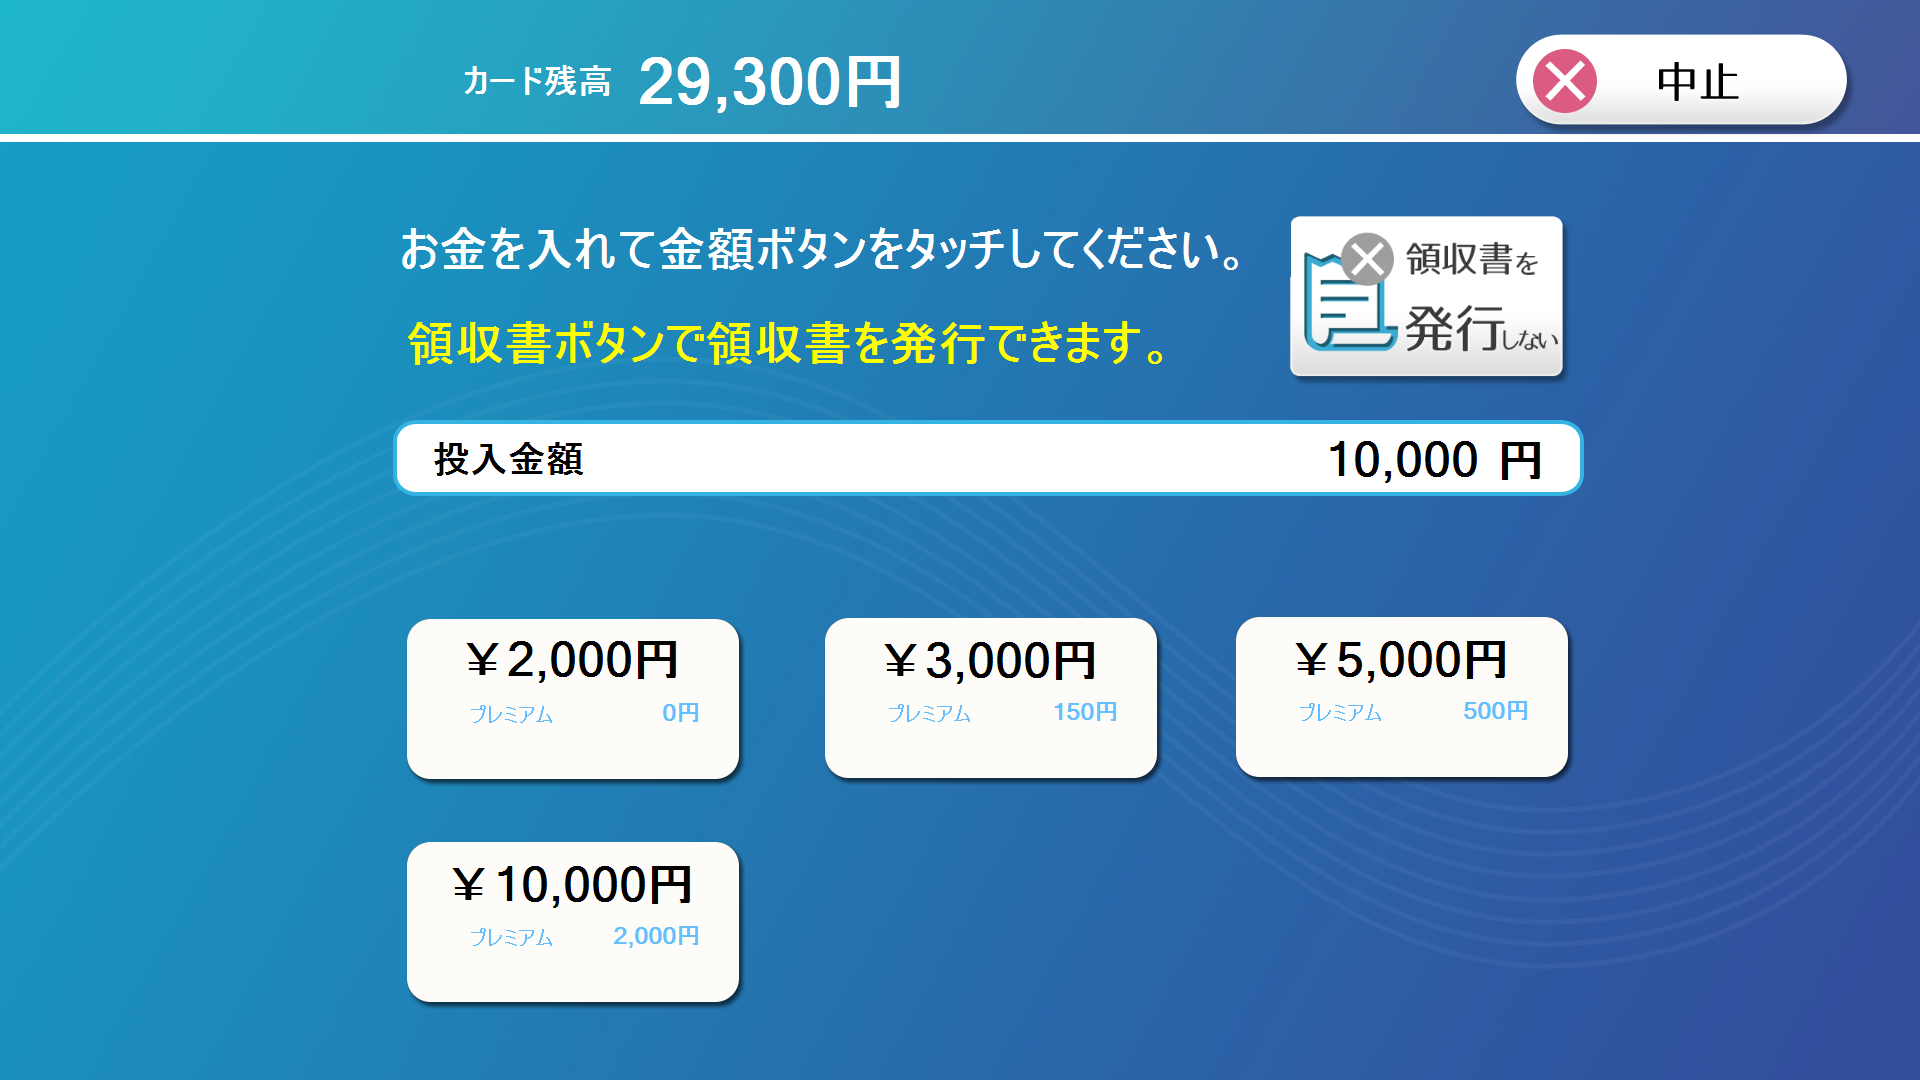 カード残高 29,300円
中止
お金を入れて金額ボタンをタッチしてください。
領収書ボタンで領収書を発行できます。
領収書を
発行しない
投入金額 10,000 円
￥2,000円
プレミアム 0円
￥3,000円
プレミアム 150円
￥5,000円
プレミアム 500円
￥10,000円
プレミアム 2,000円